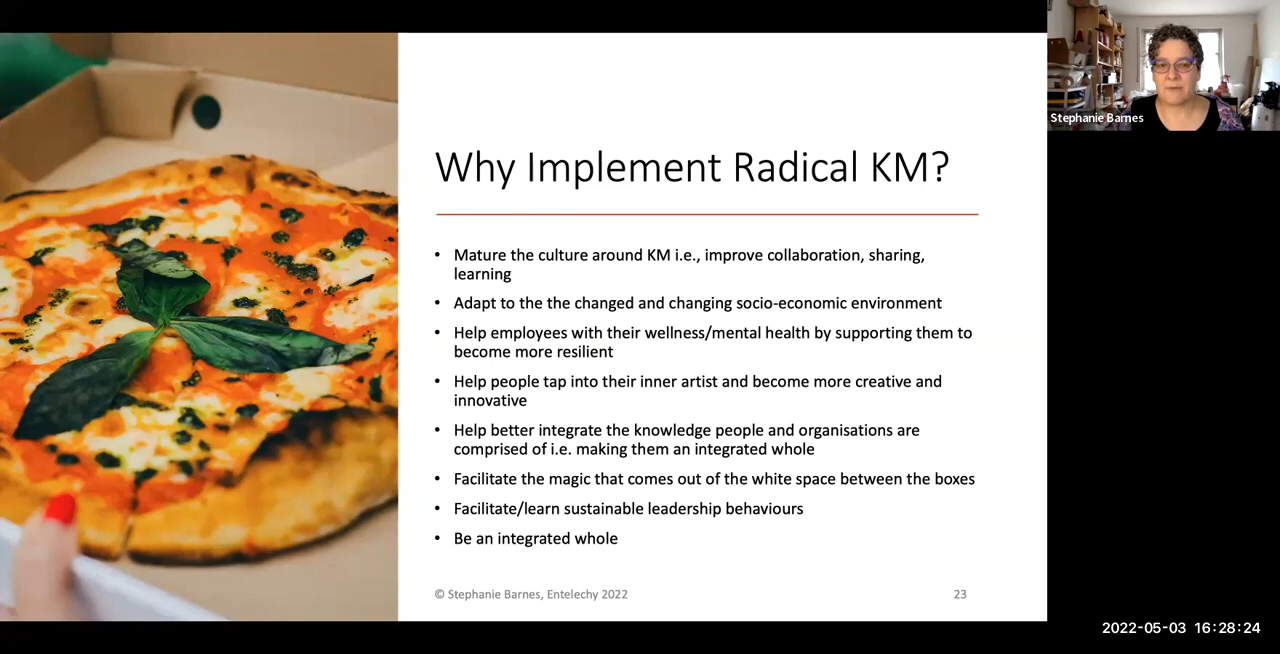 Stephanie Barnes
Why Implement Radical KM?
• Mature the culture around KM i.e., improve collaboration, sharing,
learning
• Adapt to the the changed and changing socio-economic environment
• Help employees with their wellness/mental health by supporting them to
become more resilient
• Help people tap into their inner artist and become more creative and
innovative
• Help better integrate the knowledge people and organisations are
comprised of i.e. making them an integrated whole
• Facilitate the magic that comes out of the white space between the boxes
• Facilitate/learn sustainable leadership behaviours
• Be an integrated whole
© Stephanie Barnes, Entelechy 2022
23
2022-05-03 16:28:24